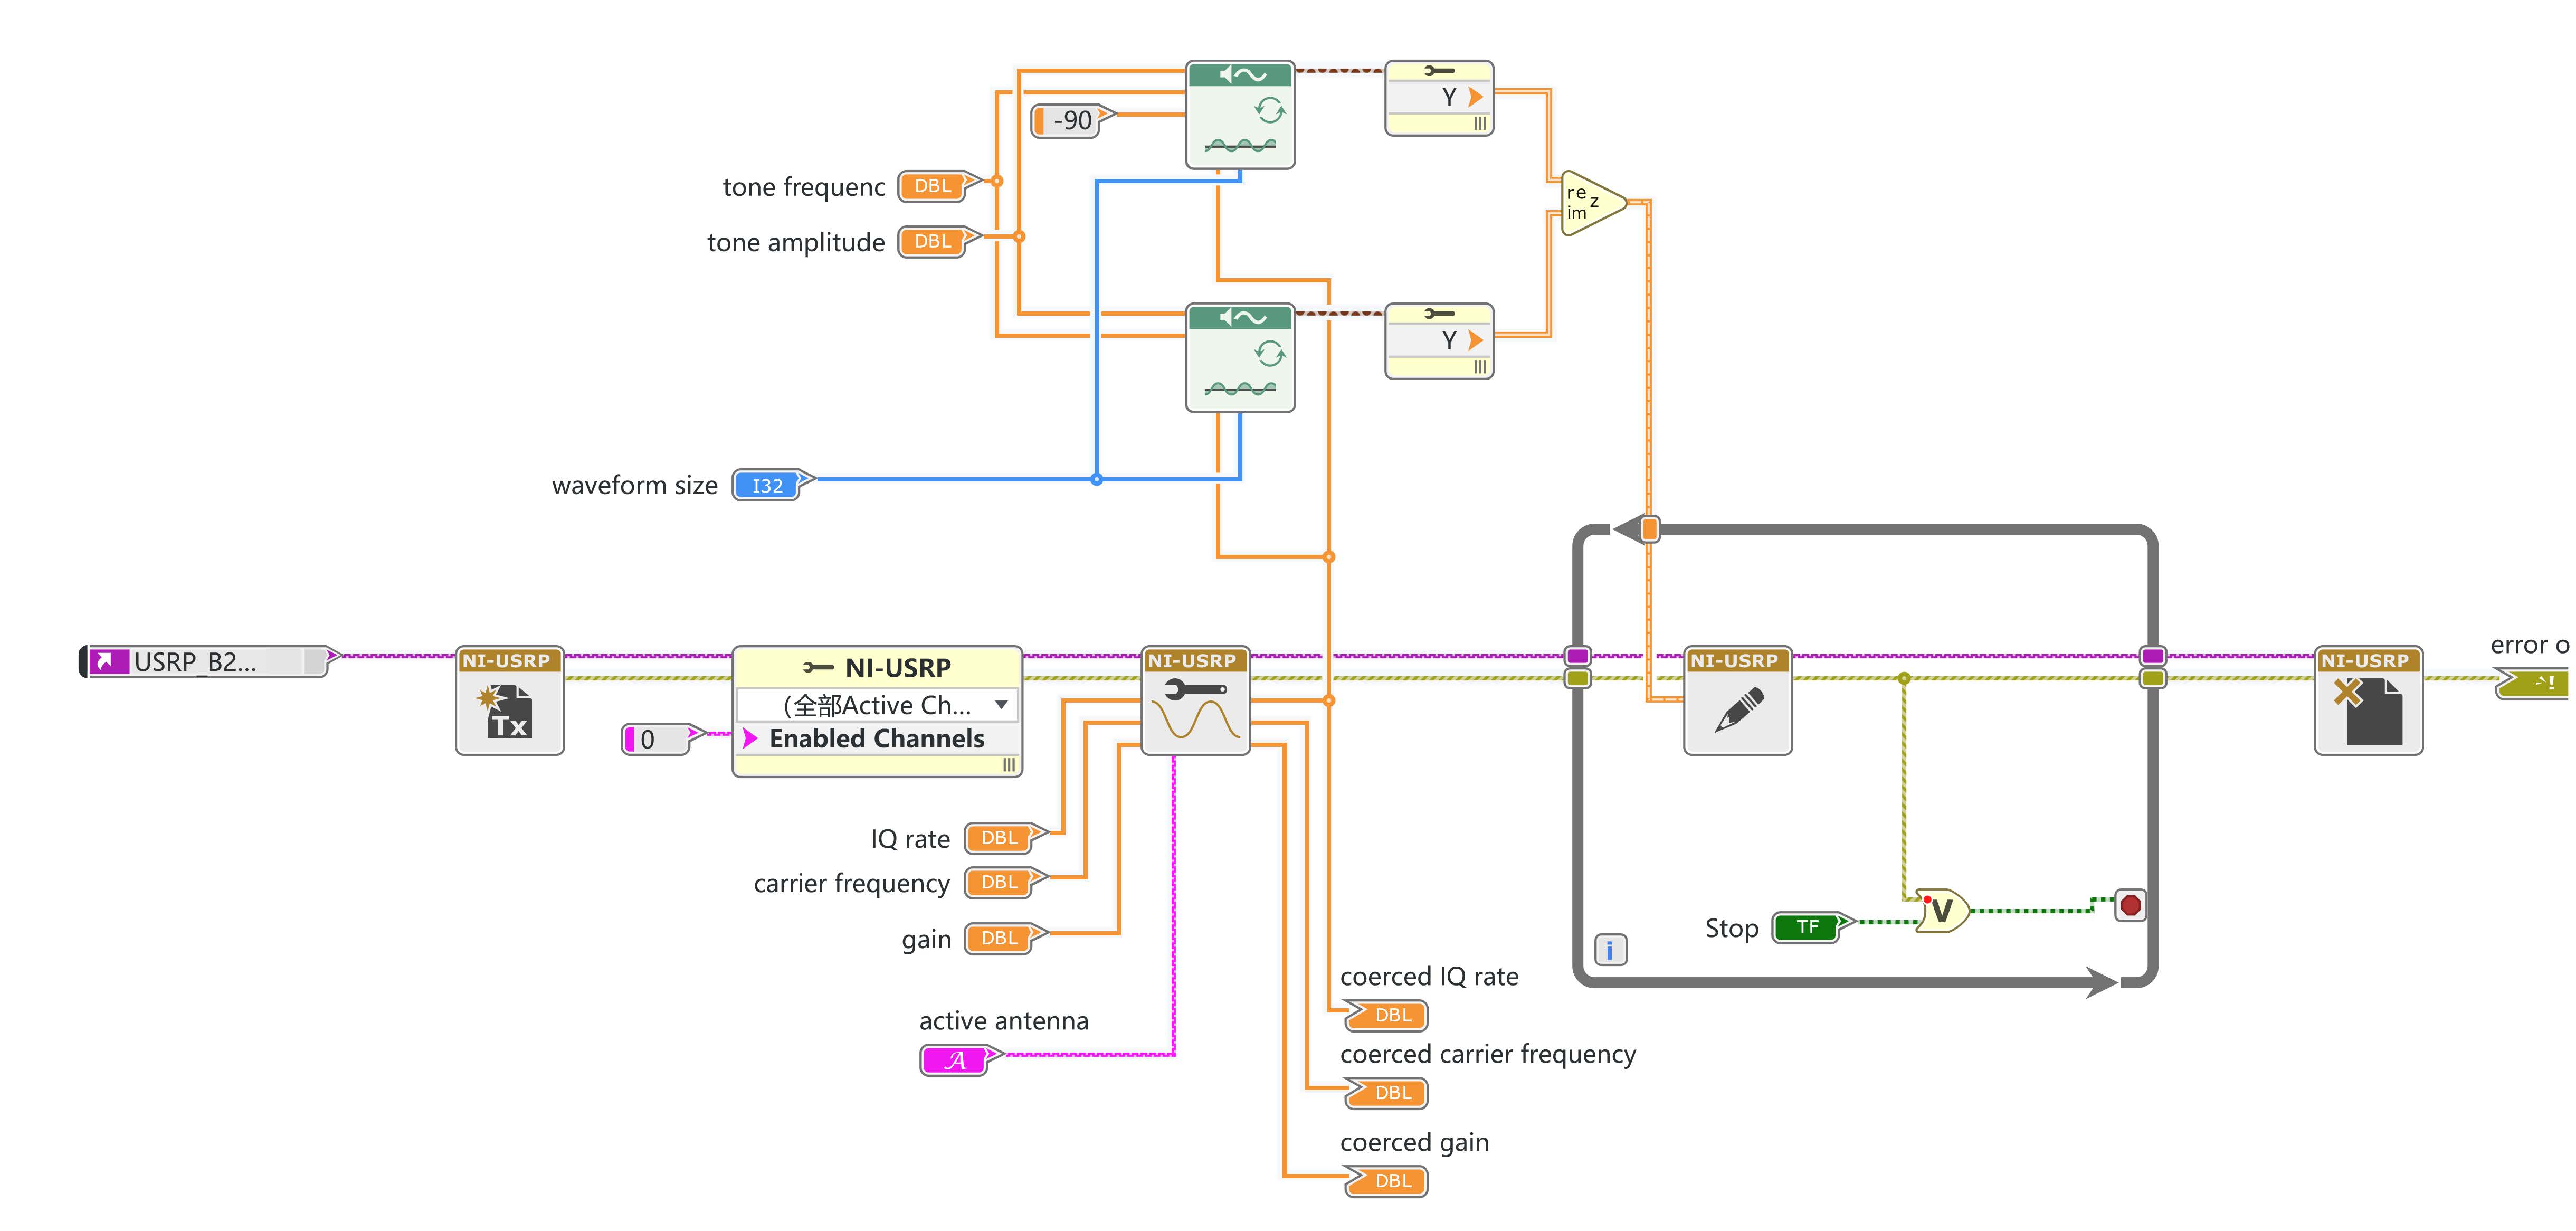 Y
-90
tone frequenc
DBL
re
z
im
tone amplitude
DBL
Y
waveform size
I32
error o
USRP_B2...
NI-USRP
Tx
NI-USRP
(全部Active Ch...
0
Enabled Channels
NI-USRP
NI-USRP
NI-USRP
!
IQ rate
DBL
carrier frequency
DBL
gain
DBL
Stop
TF
V
i
coerced IQ rate
DBL
active antenna
A
coerced carrier frequency
DBL
coerced gain
DBL